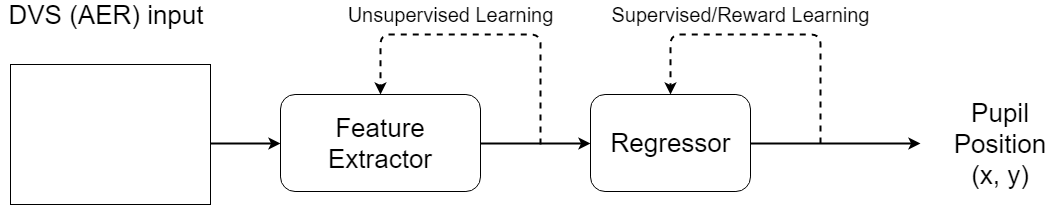 DVS (AER) input
Unsupervised Learning
Supervised/Reward Learning
Feature
Extractor
Regressor
Pupil
Position
(x, y)